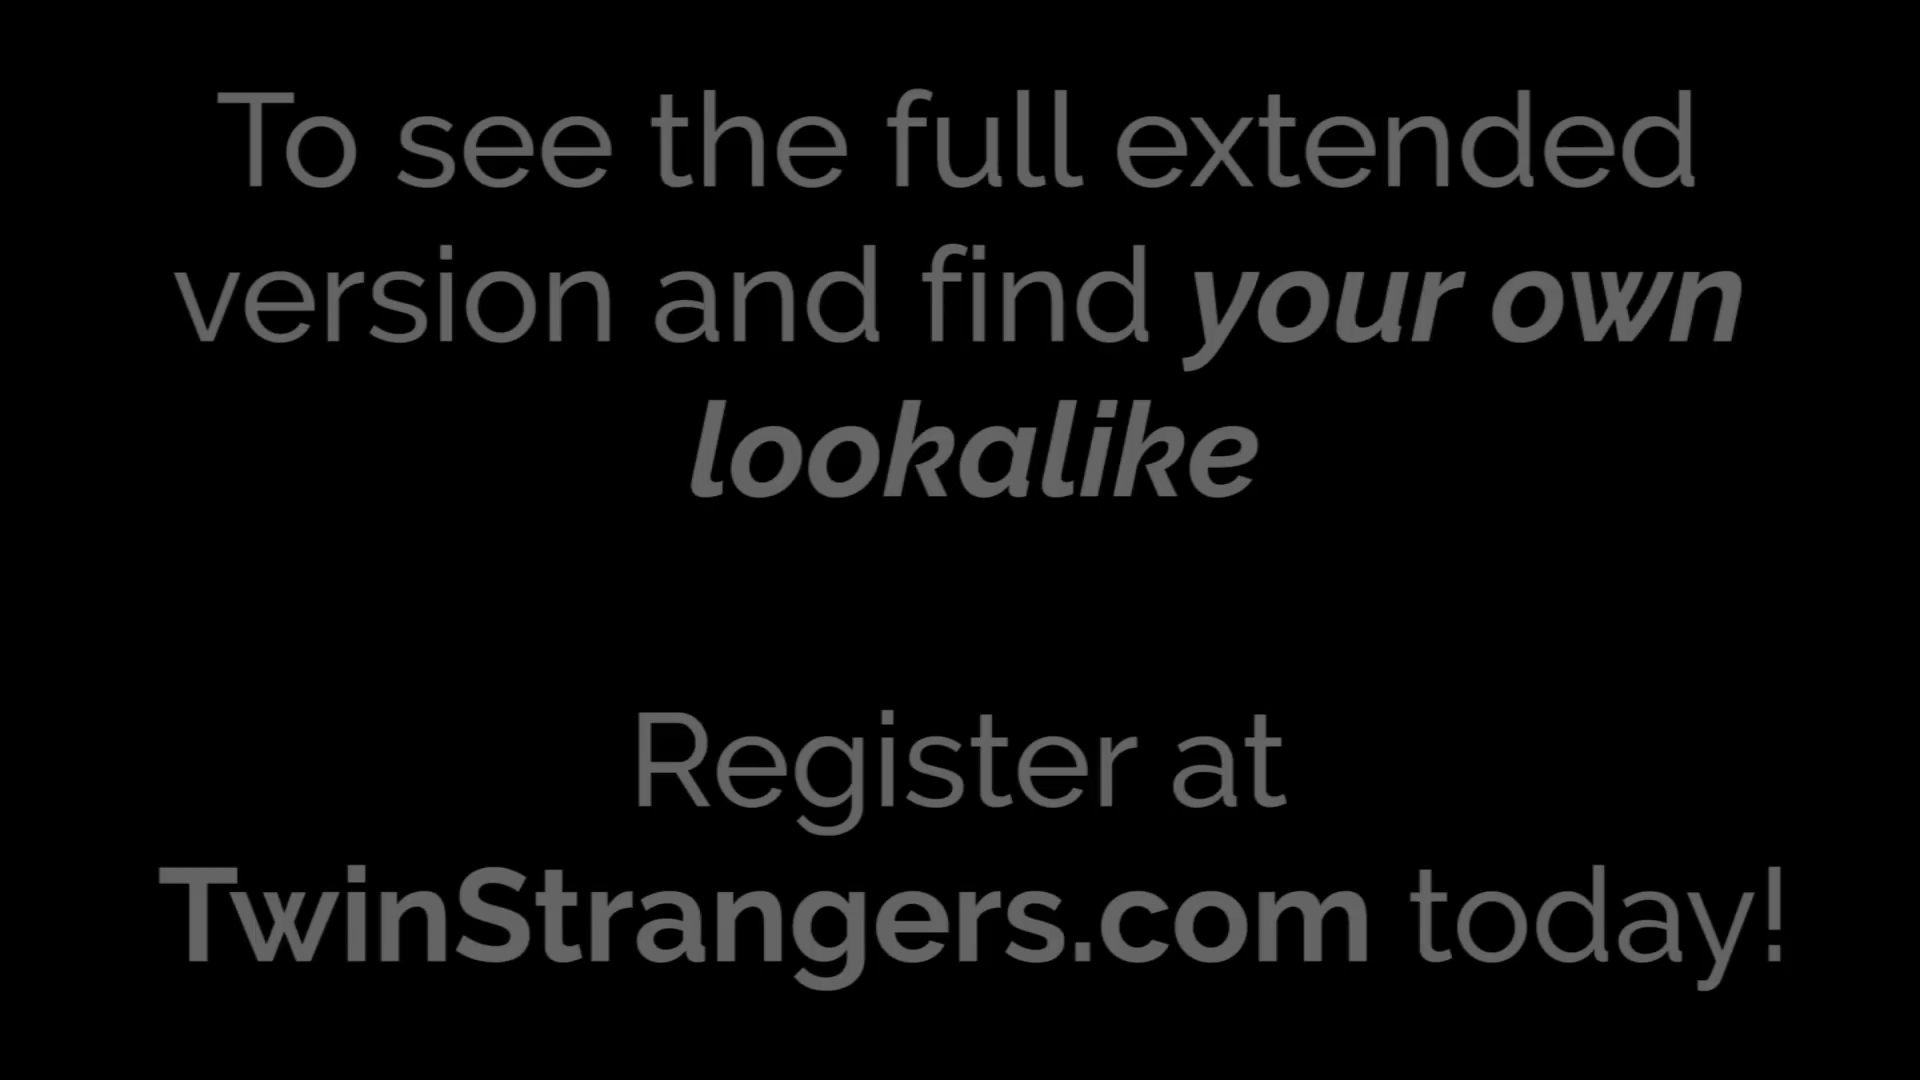 To see the full extended
version and find your own
lookalike
Register at
TwinStrangers.com today!